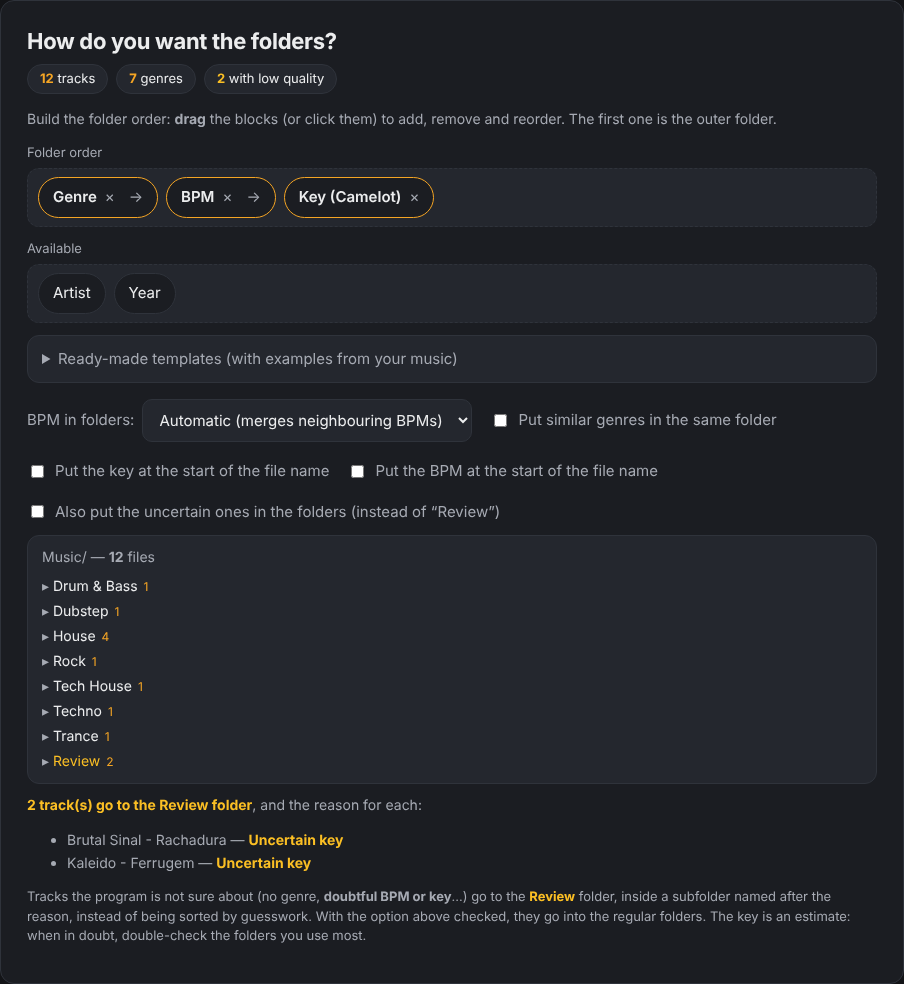 How do you want the folders?
12 tracks 7 genres 2 with low quality
Build the folder order: drag the blocks (or click them) to add, remove and reorder. The first one is the outer folder.
Folder order
Genre × → BPM × → Key (Camelot) ×
Available
Artist Year
▶ Ready-made templates (with examples from your music)
BPM in folders: Automatic (merges neighbouring BPMs) Put similar genres in the same folder
Put the key at the start of the file name Put the BPM at the start of the file name
Also put the uncertain ones in the folders (instead of “Review”)
Music/ — 12 files
▸ Drum & Bass 1
▸ Dubstep 1
▸ House 4
▸ Rock 1
▸ Tech House 1
▸ Techno 1
▸ Trance 1
▸ Review 2
2 track(s) go to the Review folder, and the reason for each:
• Brutal Sinal - Rachadura — Uncertain key
• Kaleido - Ferrugem — Uncertain key
Tracks the program is not sure about (no genre, doubtful BPM or key...) go to the Review folder, inside a subfolder named after the
reason, instead of being sorted by guesswork. With the option above checked, they go into the regular folders. The key is an estimate:
when in doubt, double-check the folders you use most.